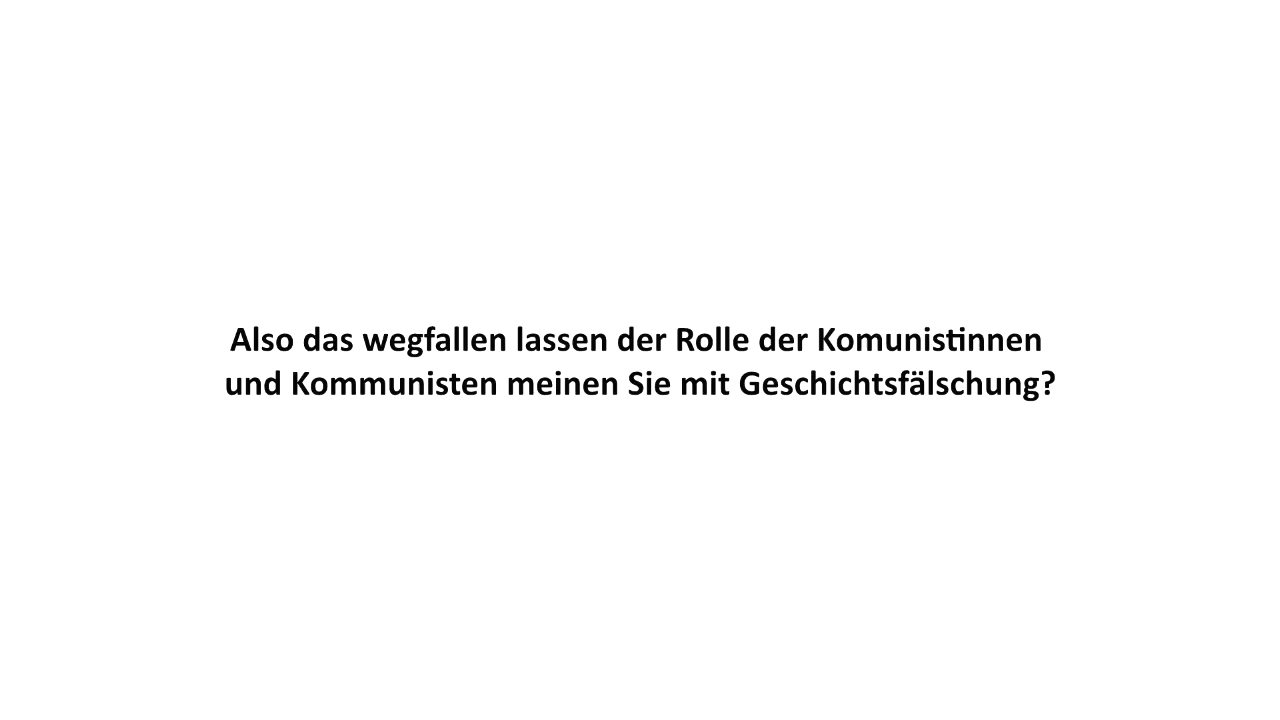 Also das wegfallen lassen der Rolle der Komunistinnen
und Kommunisten meinen Sie mit Geschichtsfälschung?